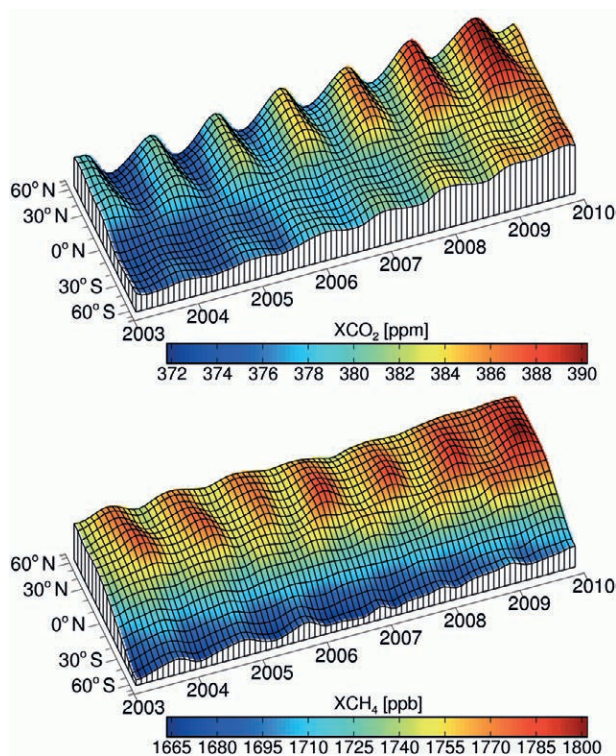 60° N
30° N
0° N
30° S
60° S
2003
2004
2005
2006
2007
2008
2009
2010
XCO₂ [ppm]
372 374 376 378 380 382 384 386 388 390
60° N
30° N
0° N
30° S
60° S
2003
2004
2005
2006
2007
2008
2009
2010
XCH₄ [ppb]
1665 1680 1695 1710 1725 1740 1755 1770 1785 1800